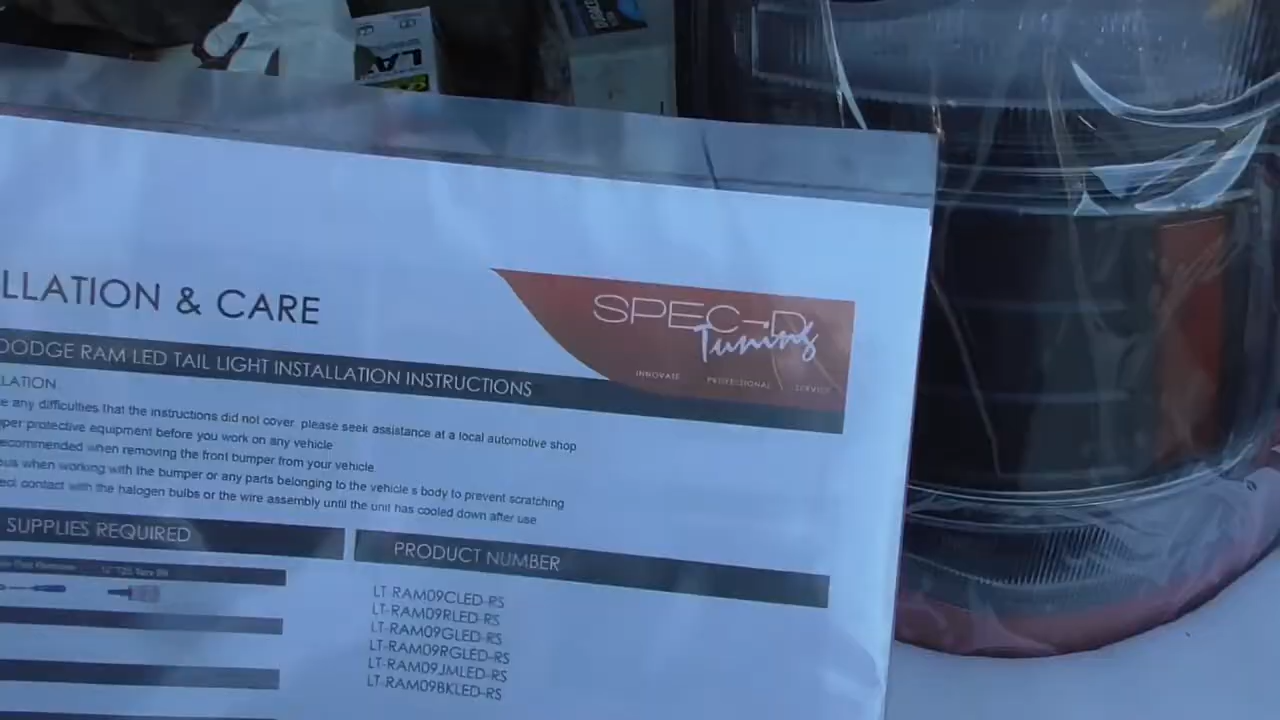 LLATION & CARE
SPEC-D
Tuning
INNOVATE PROFESSIONAL SERVICE
DODGE RAM LED TAIL LIGHT INSTALLATION INSTRUCTIONS
LLATION
e any difficulties that the instructions did not cover, please seek assistance at a local automotive shop
per protective equipment before you work on any vehicle
ecommended when removing the front bumper from your vehicle.
ous when working with the bumper or any parts belonging to the vehicle s body to prevent scratching
ect contact with the halogen bulbs or the wire assembly until the unit has cooled down after use
SUPPLIES REQUIRED
PRODUCT NUMBER
LT-RAM09CLED-RS
LT-RAM09RLED-RS
LT-RAM09GLED-RS
LT-RAM09RGLED-RS
LT-RAM09JMLED-RS
LT-RAM09BKLED-RS